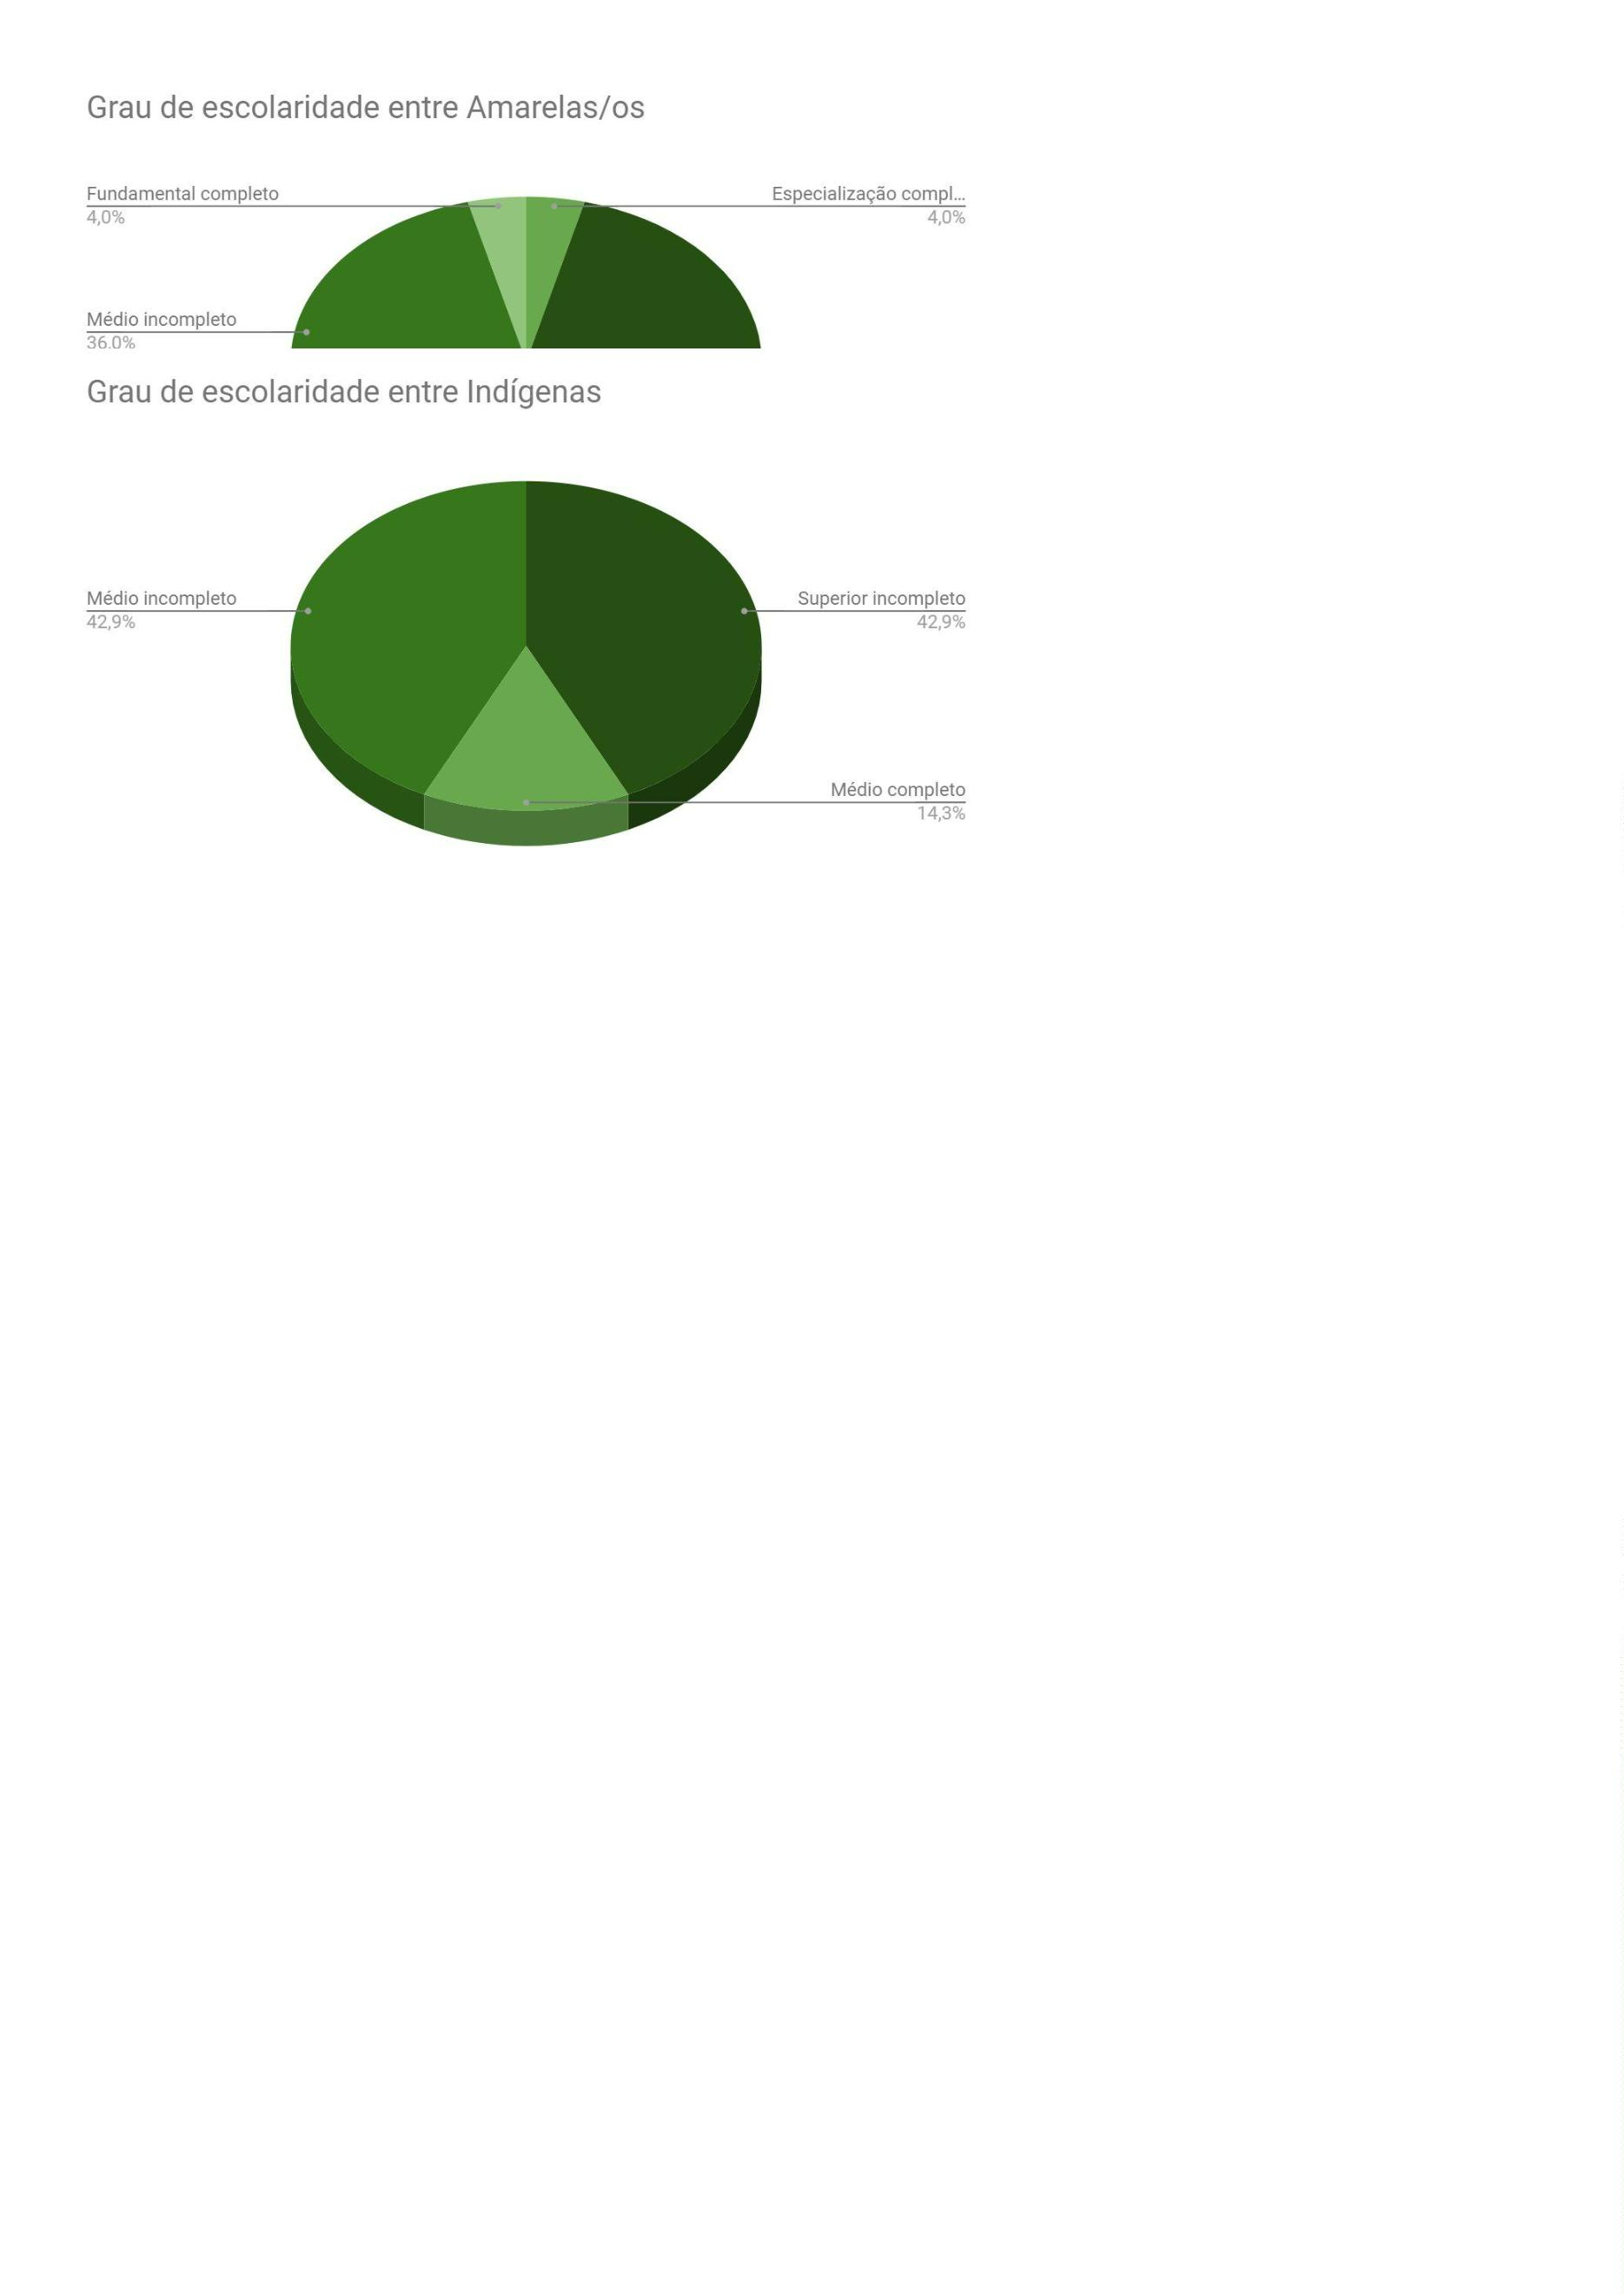 Grau de escolaridade entre Amarelas/os
Fundamental completo
4,0%
Especialização compl...
4,0%
Médio incompleto
36,0%
Grau de escolaridade entre Indígenas
Médio incompleto
42,9%
Superior incompleto
42,9%
Médio completo
14,3%